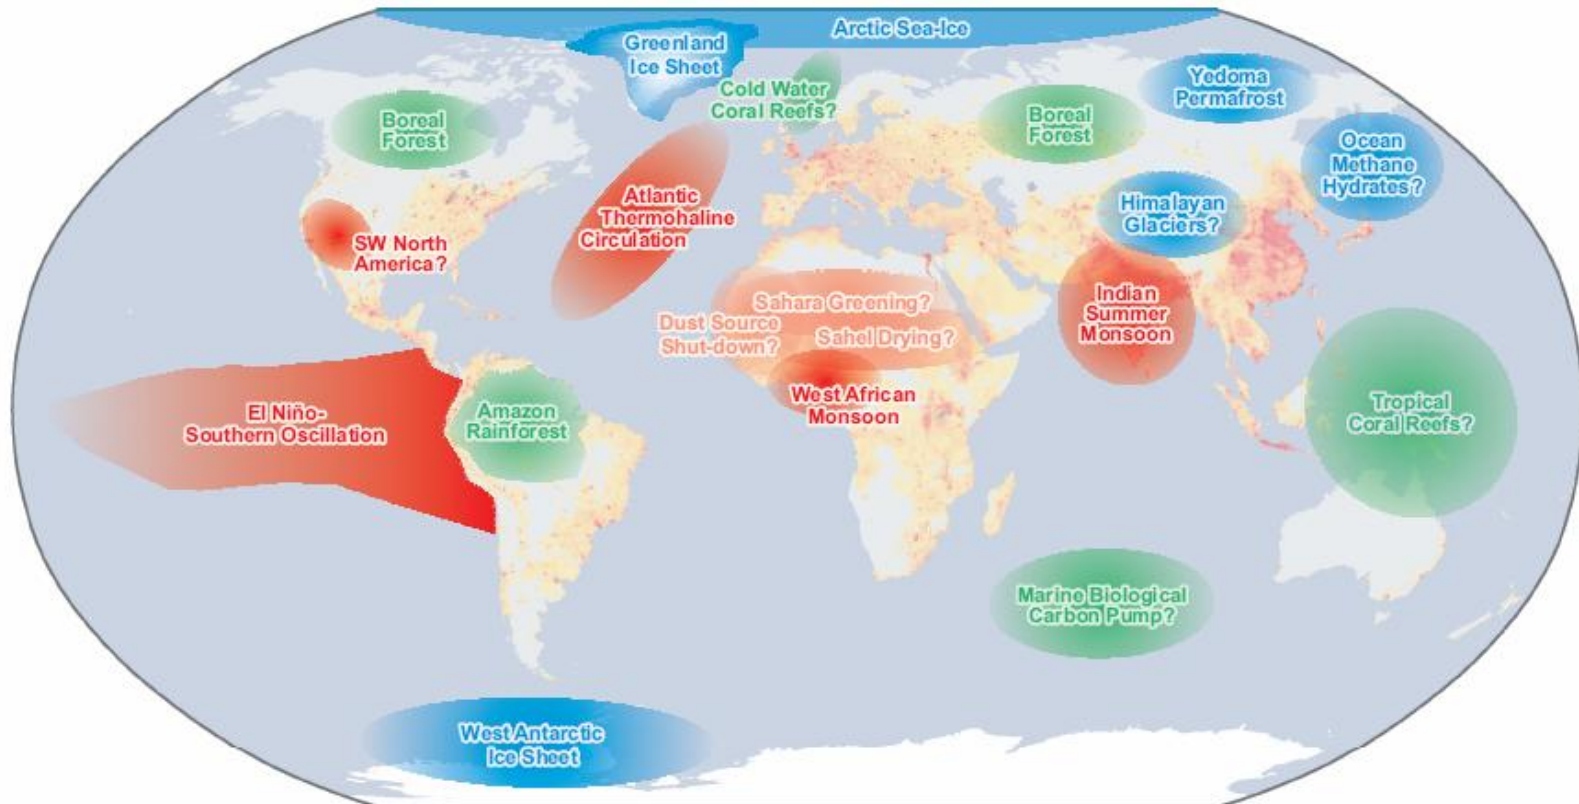 Arctic Sea-Ice
Greenland
Ice Sheet
Cold Water
Coral Reefs?
Yedoma
Permafrost
Boreal
Forest
Boreal
Forest
Ocean
Methane
Hydrates?
Atlantic
Thermohaline
Circulation
Himalayan
Glaciers?
SW North
America?
Sahara Greening?
Dust Source
Shut-down?
Sahel Drying?
Indian
Summer
Monsoon
West African
Monsoon
El Niño-
Southern Oscillation
Amazon
Rainforest
Tropical
Coral Reefs?
Marine Biological
Carbon Pump?
West Antarctic
Ice Sheet